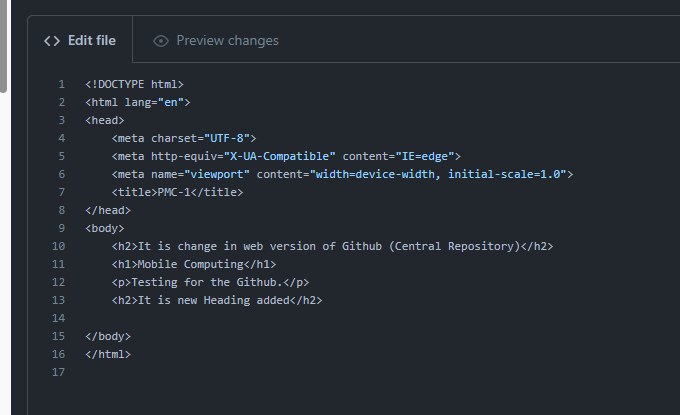 <> Edit file Preview changes
1 <!DOCTYPE html>
2 <html lang="en">
3 <head>
4     <meta charset="UTF-8">
5     <meta http-equiv="X-UA-Compatible" content="IE=edge">
6     <meta name="viewport" content="width=device-width, initial-scale=1.0">
7     <title>PMC-1</title>
8 </head>
9 <body>
10     <h2>It is change in web version of Github (Central Repository)</h2>
11     <h1>Mobile Computing</h1>
12     <p>Testing for the Github.</p>
13     <h2>It is new Heading added</h2>
14
15 </body>
16 </html>
17